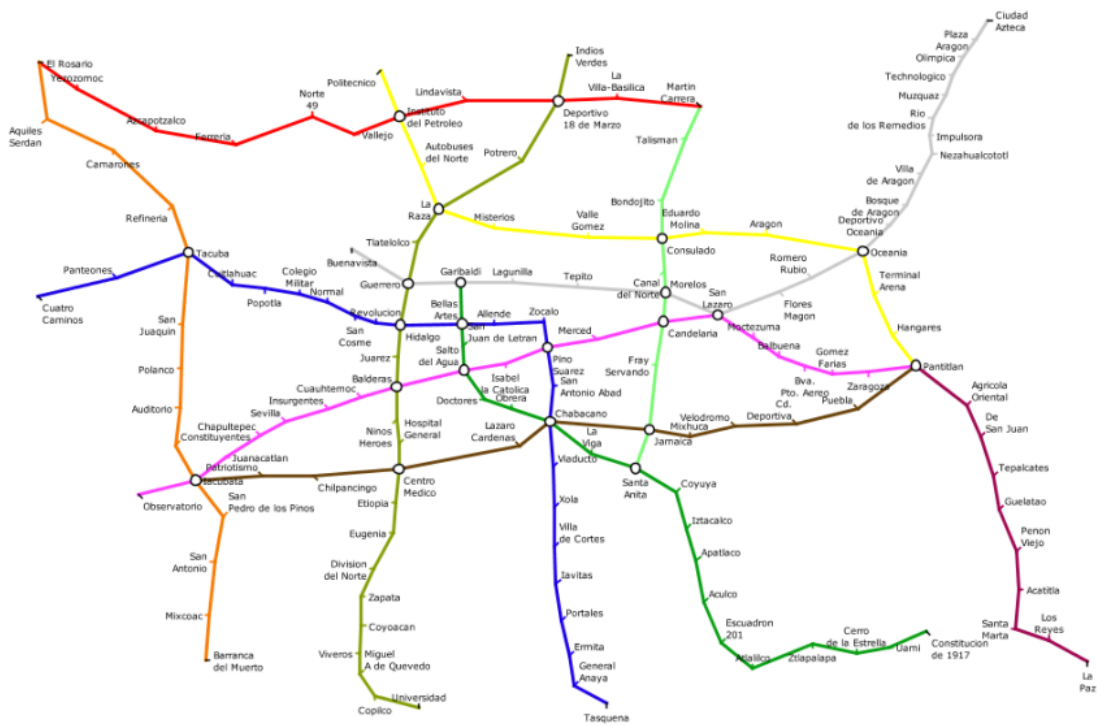 Ciudad
Azteca
Plaza
Aragon
Olimpica
Technologico
Muzquaz
Rio
de los Remedios
Impulsora
Nezahualcototl
Villa
de Aragon
Bosque
de Aragon
Deportivo
Oceania
Oceania
Romero
Rubio
Flores
Magon
San
Lazaro
Terminal
Arena
Hangares
Pantitlan
Indios
Verdes
Politecnico
El Rosario
Yerozomoc
Azcapotzalco
Ferreria
Norte
49
Vallejo
Instituto
del Petroleo
Lindavista
Deportivo
18 de Marzo
La
Villa-Basilica
Martin
Carrera
Talisman
Bondojito
Eduardo
Molina
Aragon
Consulado
Valle
Gomez
Misterios
La
Raza
Autobuses
del Norte
Potrero
Tlatelolco
Buenavista
Guerrero
Garibaldi
Lagunilla
Tepito
Canal
del Norte
Morelos
Candelaria
Aquiles
Serdan
Camarones
Refineria
Tacuba
Panteones
Cuatro
Caminos
Cuitlahuac
Popotla
Colegio
Militar
Normal
San
Cosme
Revolucion
Hidalgo
Bellas
Artes
Allende
Zocalo
San
Juan de Letran
Salto
del Agua
Merced
Pino
Suarez
Isabel
la Catolica
San
Antonio Abad
Moctezuma
Balbuena
Bva.
Pto. Aereo
Gomez
Farias
Zaragoza
Puebla
Cd.
Deportiva
Velodromo
Mixhuca
Jamaica
Fray
Servando
San
Juaquin
Polanco
Auditorio
Constituyentes
Chapultepec
Sevilla
Insurgentes
Cuauhtemoc
Balderas
Juarez
Ninos
Heroes
Hospital
General
Doctores
Obrera
Chabacano
Lazaro
Cardenas
Centro
Medico
Chilpancingo
Patriotismo
Juanacatlan
Tacubata
Observatorio
San
Pedro de los Pinos
San
Antonio
Mixcoac
Barranca
del Muerto
Etiopia
Eugenia
Division
del Norte
Zapata
Coyoacan
Viveros
Miguel
A de Quevedo
Copilco
Universidad
Viaducto
Xola
Villa
de Cortes
Iavitas
Portales
Ermita
General
Anaya
Tasquena
La
Viga
Santa
Anita
Coyuya
Iztacalco
Apatlaco
Aculco
Escuadron
201
Atlalilco
Ztlapalapa
Cerro
de la Estrella
Uami
Constitucion
de 1917
Agricola
Oriental
De
San Juan
Tepalcates
Guelatao
Penon
Viejo
Acatitla
Santa
Marta
Los
Reyes
La
Paz